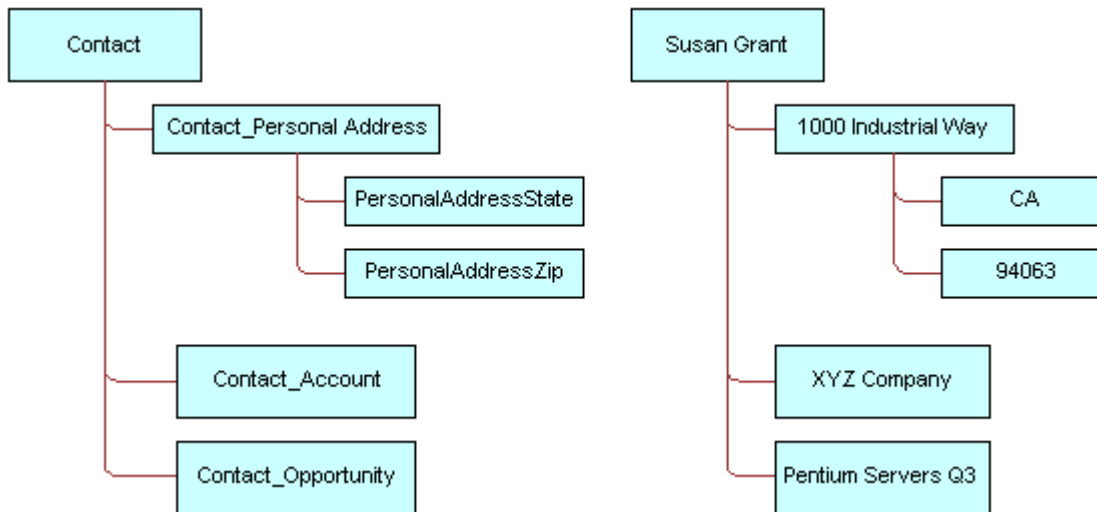 Contact
Contact_Personal Address
PersonalAddressState
PersonalAddressZip
Contact_Account
Contact_Opportunity
Susan Grant
1000 Industrial Way
CA
94063
XYZ Company
Pentium Servers Q3